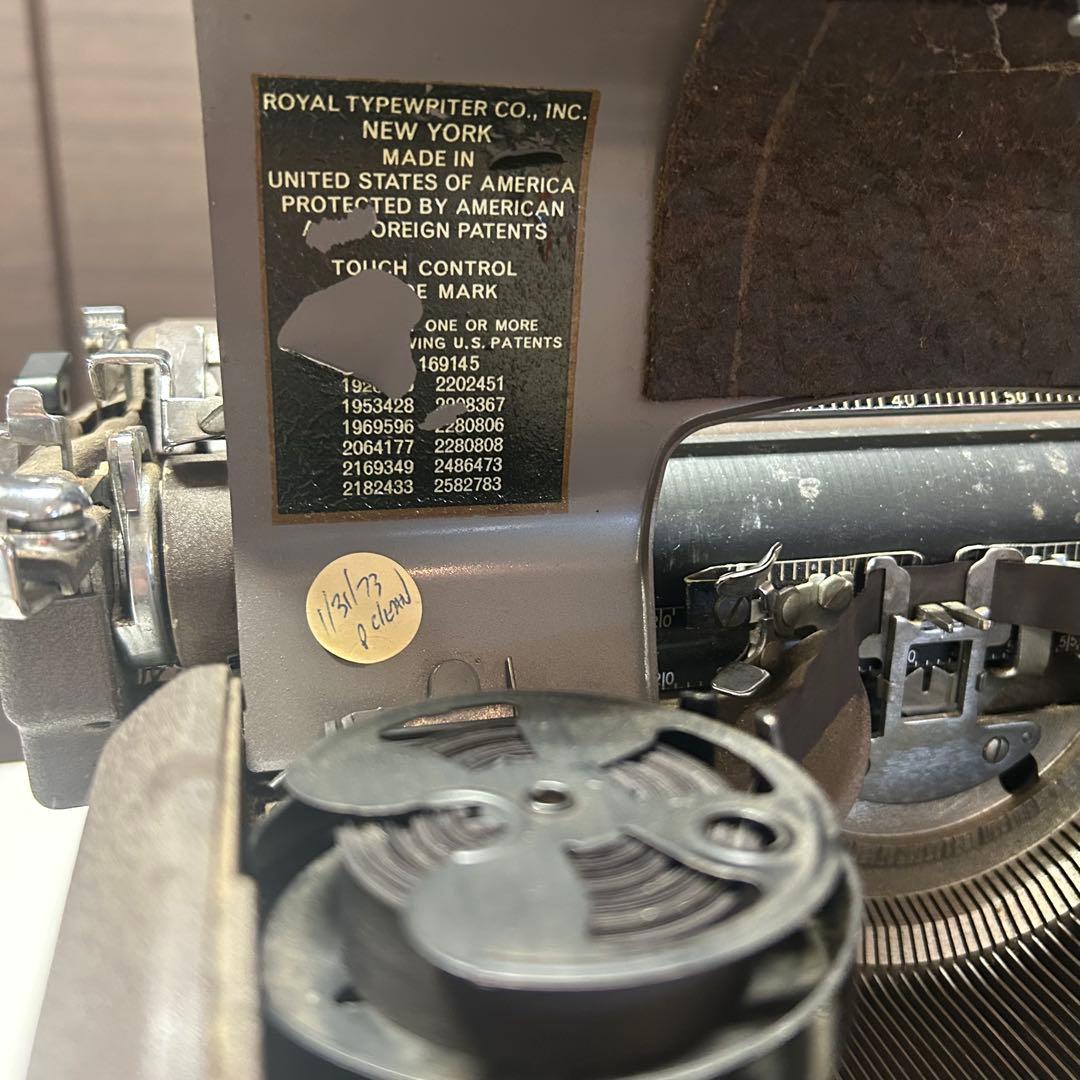 ROYAL TYPEWRITER CO., INC.
NEW YORK
MADE IN
UNITED STATES OF AMERICA
PROTECTED BY AMERICAN
OREIGN PATENTS
TOUCH CONTROL
DE MARK
ONE OR MORE
WING U.S. PATENTS
169145
2202451
1953428
1969596 2280806
2064177 2280808
2169349 2486473
2182433 2582783
1/31/73
CLEAN
40 50